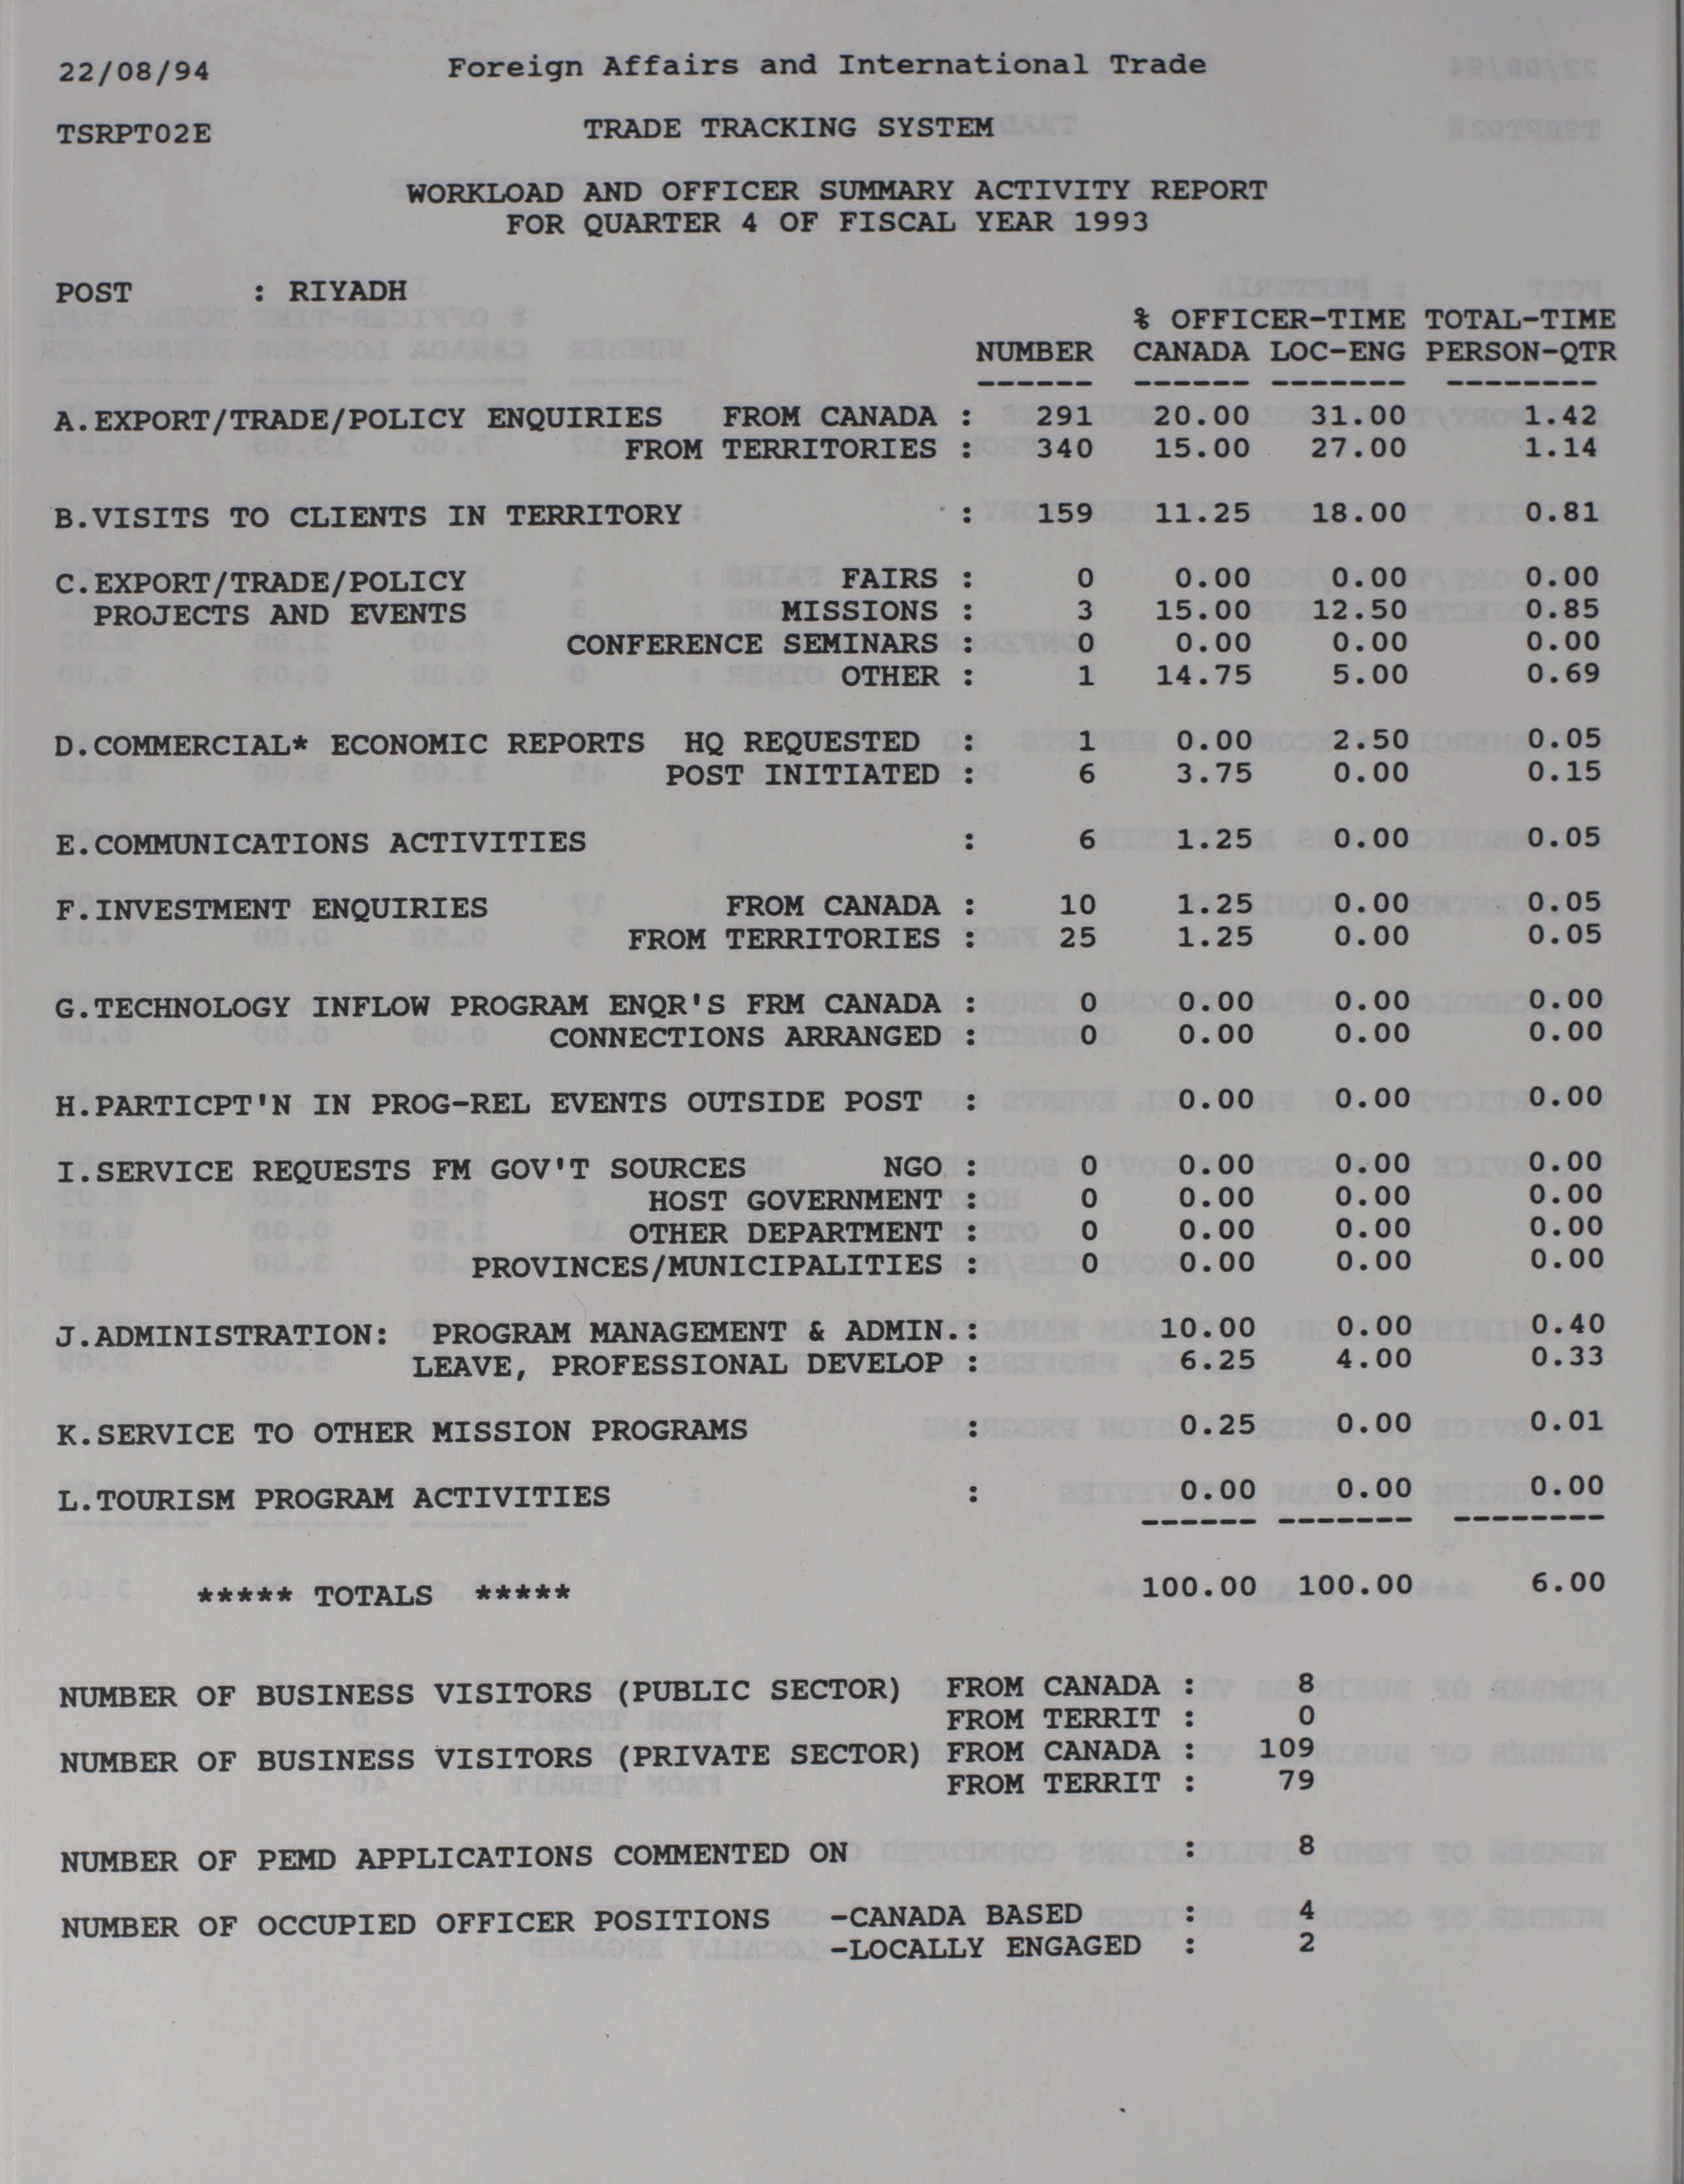 22/08/94 Foreign Affairs and International Trade
TSRPT02E TRADE TRACKING SYSTEM
WORKLOAD AND OFFICER SUMMARY ACTIVITY REPORT
FOR QUARTER 4 OF FISCAL YEAR 1993
POST : RIYADH
% OFFICER-TIME TOTAL-TIME
NUMBER CANADA LOC-ENG PERSON-QTR
------ ------ ------- --------
A.EXPORT/TRADE/POLICY ENQUIRIES FROM CANADA : 291 20.00 31.00 1.42
FROM TERRITORIES : 340 15.00 27.00 1.14
B.VISITS TO CLIENTS IN TERRITORY : 159 11.25 18.00 0.81
C.EXPORT/TRADE/POLICY FAIRS : 0 0.00 0.00 0.00
PROJECTS AND EVENTS MISSIONS : 3 15.00 12.50 0.85
CONFERENCE SEMINARS : 0 0.00 0.00 0.00
OTHER : 1 14.75 5.00 0.69
D.COMMERCIAL* ECONOMIC REPORTS HQ REQUESTED : 1 0.00 2.50 0.05
POST INITIATED : 6 3.75 0.00 0.15
E.COMMUNICATIONS ACTIVITIES : 6 1.25 0.00 0.05
F.INVESTMENT ENQUIRIES FROM CANADA : 10 1.25 0.00 0.05
FROM TERRITORIES : 25 1.25 0.00 0.05
G.TECHNOLOGY INFLOW PROGRAM ENQR'S FRM CANADA : 0 0.00 0.00 0.00
CONNECTIONS ARRANGED : 0 0.00 0.00 0.00
H.PARTICPT'N IN PROG-REL EVENTS OUTSIDE POST : 0.00 0.00 0.00
I.SERVICE REQUESTS FM GOV'T SOURCES NGO : 0 0.00 0.00 0.00
HOST GOVERNMENT : 0 0.00 0.00 0.00
OTHER DEPARTMENT : 0 0.00 0.00 0.00
PROVINCES/MUNICIPALITIES : 0 0.00 0.00 0.00
J.ADMINISTRATION: PROGRAM MANAGEMENT & ADMIN.: 10.00 0.00 0.40
LEAVE, PROFESSIONAL DEVELOP : 6.25 4.00 0.33
K.SERVICE TO OTHER MISSION PROGRAMS : 0.25 0.00 0.01
L.TOURISM PROGRAM ACTIVITIES : 0.00 0.00 0.00
------ ------- --------
***** TOTALS ***** 100.00 100.00 6.00
NUMBER OF BUSINESS VISITORS (PUBLIC SECTOR) FROM CANADA : 8
FROM TERRIT : 0
NUMBER OF BUSINESS VISITORS (PRIVATE SECTOR) FROM CANADA : 109
FROM TERRIT : 79
NUMBER OF PEMD APPLICATIONS COMMENTED ON : 8
NUMBER OF OCCUPIED OFFICER POSITIONS -CANADA BASED : 4
-LOCALLY ENGAGED : 2